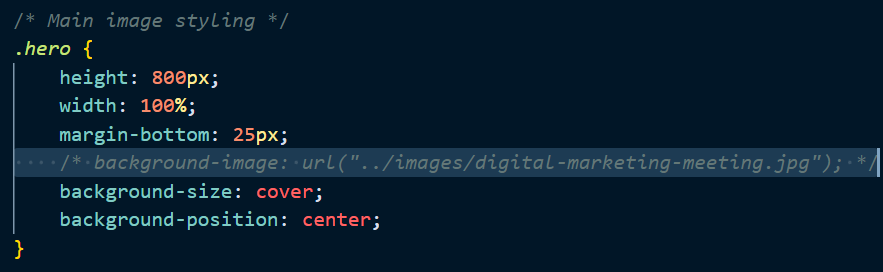 /* Main image styling */
.hero {
    height: 800px;
    width: 100%;
    margin-bottom: 25px;
    /* background-image: url("../images/digital-marketing-meeting.jpg"); */
    background-size: cover;
    background-position: center;
}